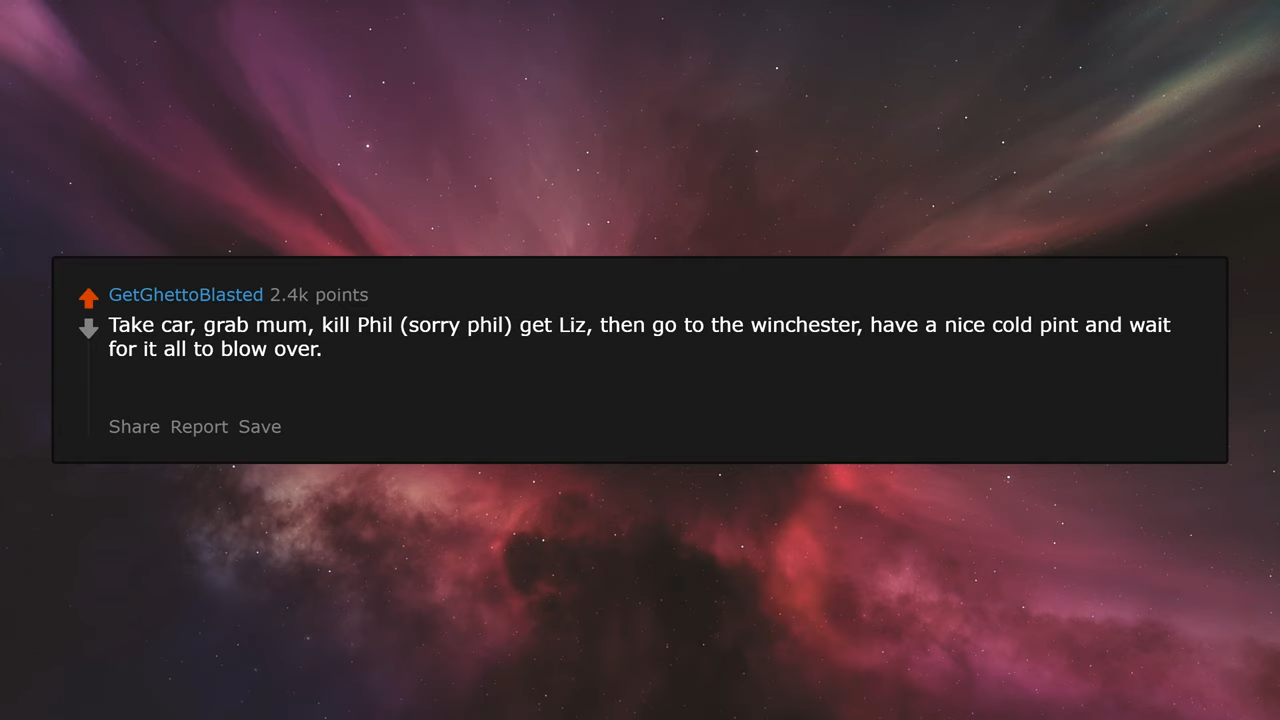 GetGhettoBlasted 2.4k points
Take car, grab mum, kill Phil (sorry phil) get Liz, then go to the winchester, have a nice cold pint and wait
for it all to blow over.
Share Report Save